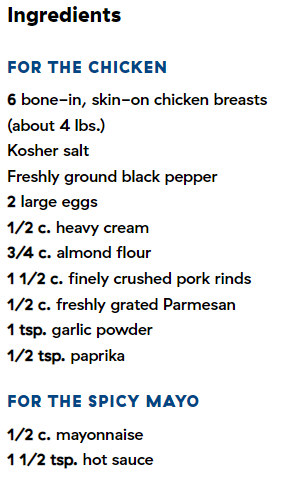 Ingredients
FOR THE CHICKEN
6 bone-in, skin-on chicken breasts
(about 4 lbs.)
Kosher salt
Freshly ground black pepper
2 large eggs
1/2 c. heavy cream
3/4 c. almond flour
1 1/2 c. finely crushed pork rinds
1/2 c. freshly grated Parmesan
1 tsp. garlic powder
1/2 tsp. paprika
FOR THE SPICY MAYO
1/2 c. mayonnaise
1 1/2 tsp. hot sauce